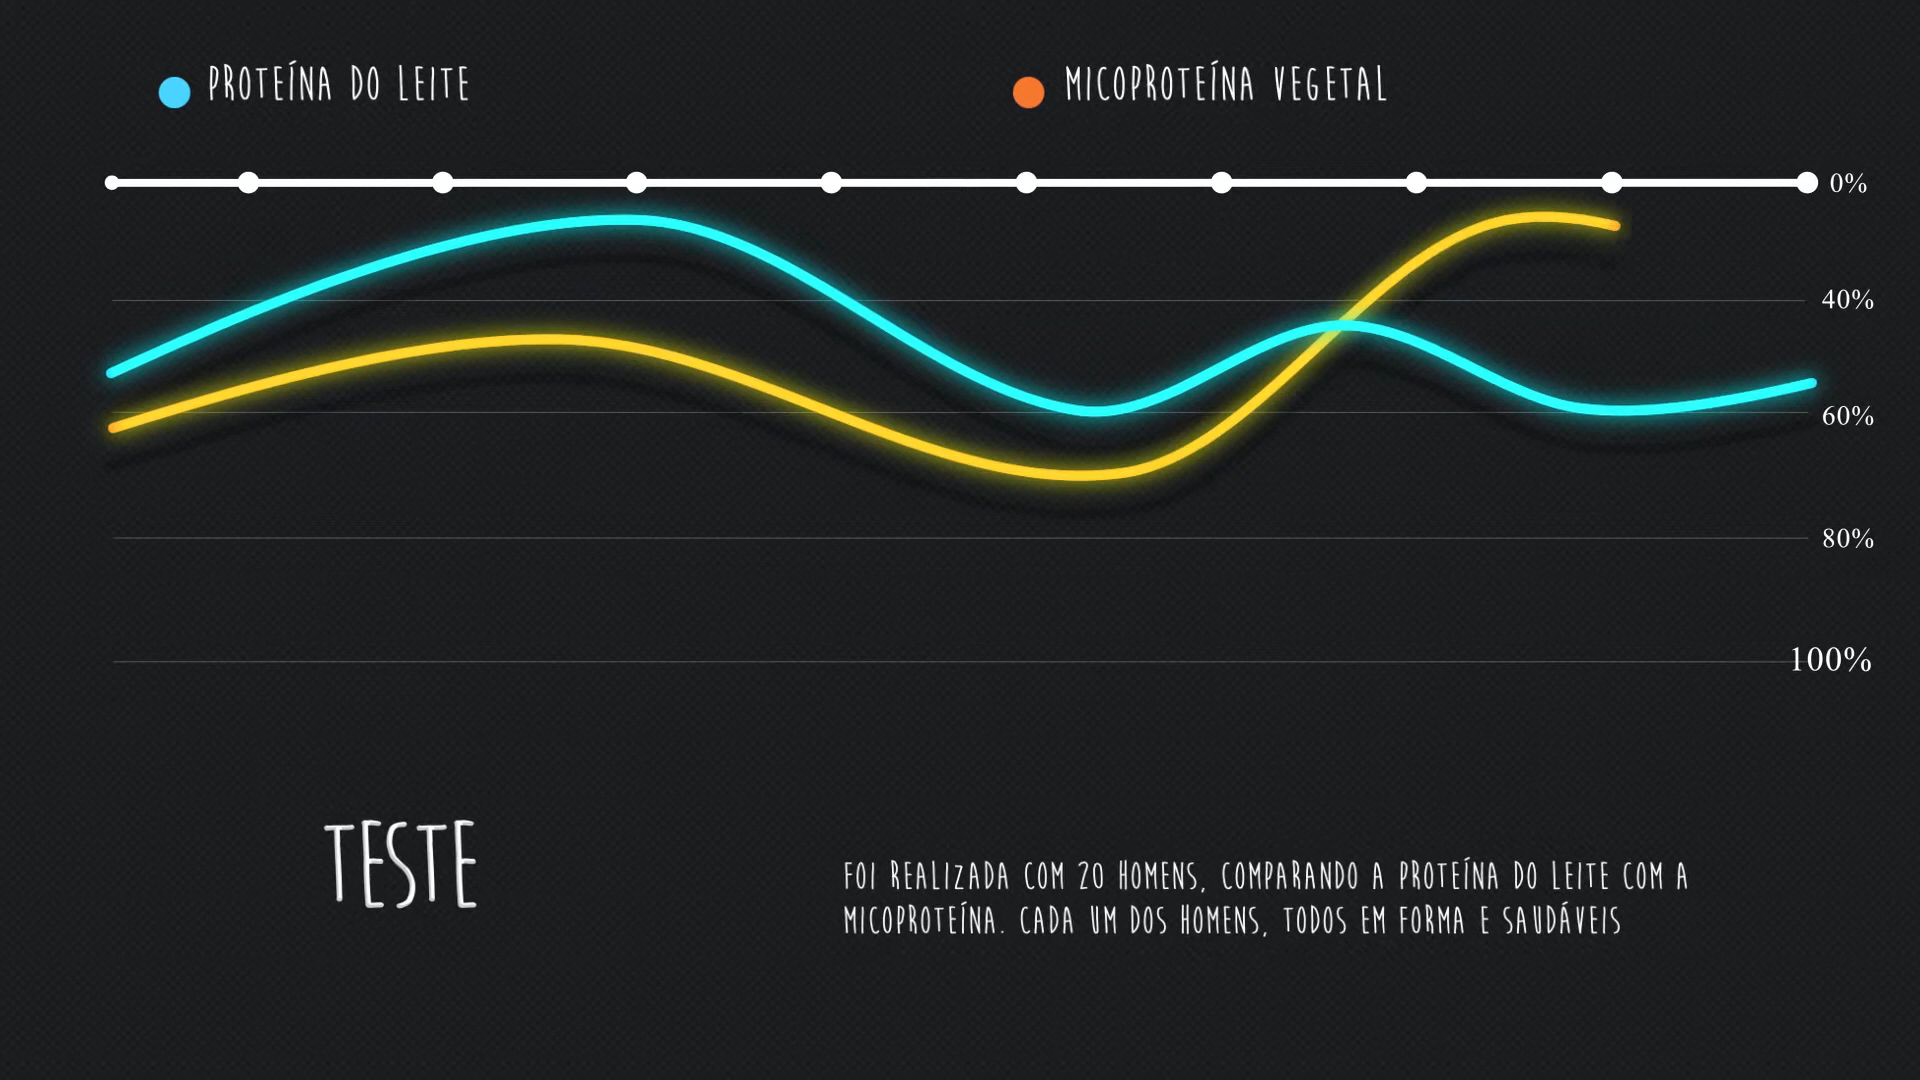 PROTEÍNA DO LEITE
MICOPROTEÍNA VEGETAL
0%
40%
60%
80%
100%
TESTE
FOI REALIZADA COM 20 HOMENS, COMPARANDO A PROTEÍNA DO LEITE COM A
MICOPROTEÍNA. CADA UM DOS HOMENS, TODOS EM FORMA E SAUDÁVEIS